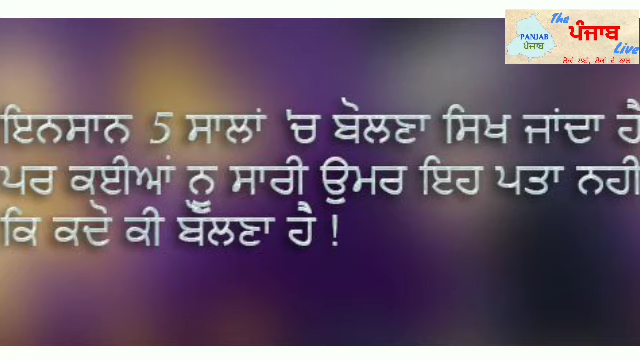 The ਪੰਜਾਬ Live
PANJAB
ਪੰਜਾਬ
ਇਨਸਾਨ 5 ਸਾਲਾਂ 'ਚ ਬੋਲਣਾ ਸਿਖ ਜਾਂਦਾ ਹੈ
ਪਰ ਕਈਆਂ ਨੂੰ ਸਾਰੀ ਉਮਰ ਇਹ ਪਤਾ ਨਹੀ
ਕਿ ਕਦੋ ਕੀ ਬੋਲਣਾ ਹੈ !